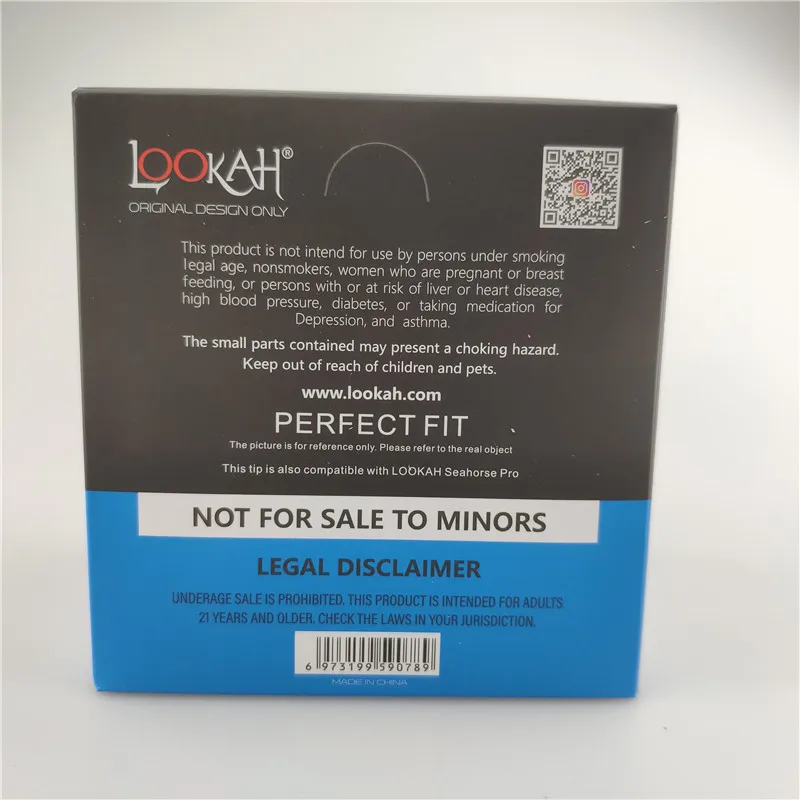 LOOKAH®
ORIGINAL DESIGN ONLY
This product is not intend for use by persons under smoking
legal age, nonsmokers, women who are pregnant or breast
feeding, or persons with or at risk of liver or heart disease,
high blood pressure, diabetes, or taking medication for
Depression, and asthma.
The small parts contained may present a choking hazard.
Keep out of reach of children and pets.
www.lookah.com
PERFECT FIT
The picture is for reference only. Please refer to the real object
This tip is also compatible with LOOKAH Seahorse Pro
NOT FOR SALE TO MINORS
LEGAL DISCLAIMER
UNDERAGE SALE IS PROHIBITED. THIS PRODUCT IS INTENDED FOR ADULTS
21 YEARS AND OLDER. CHECK THE LAWS IN YOUR JURISDICTION.
6 973199 590789
MADE IN CHINA